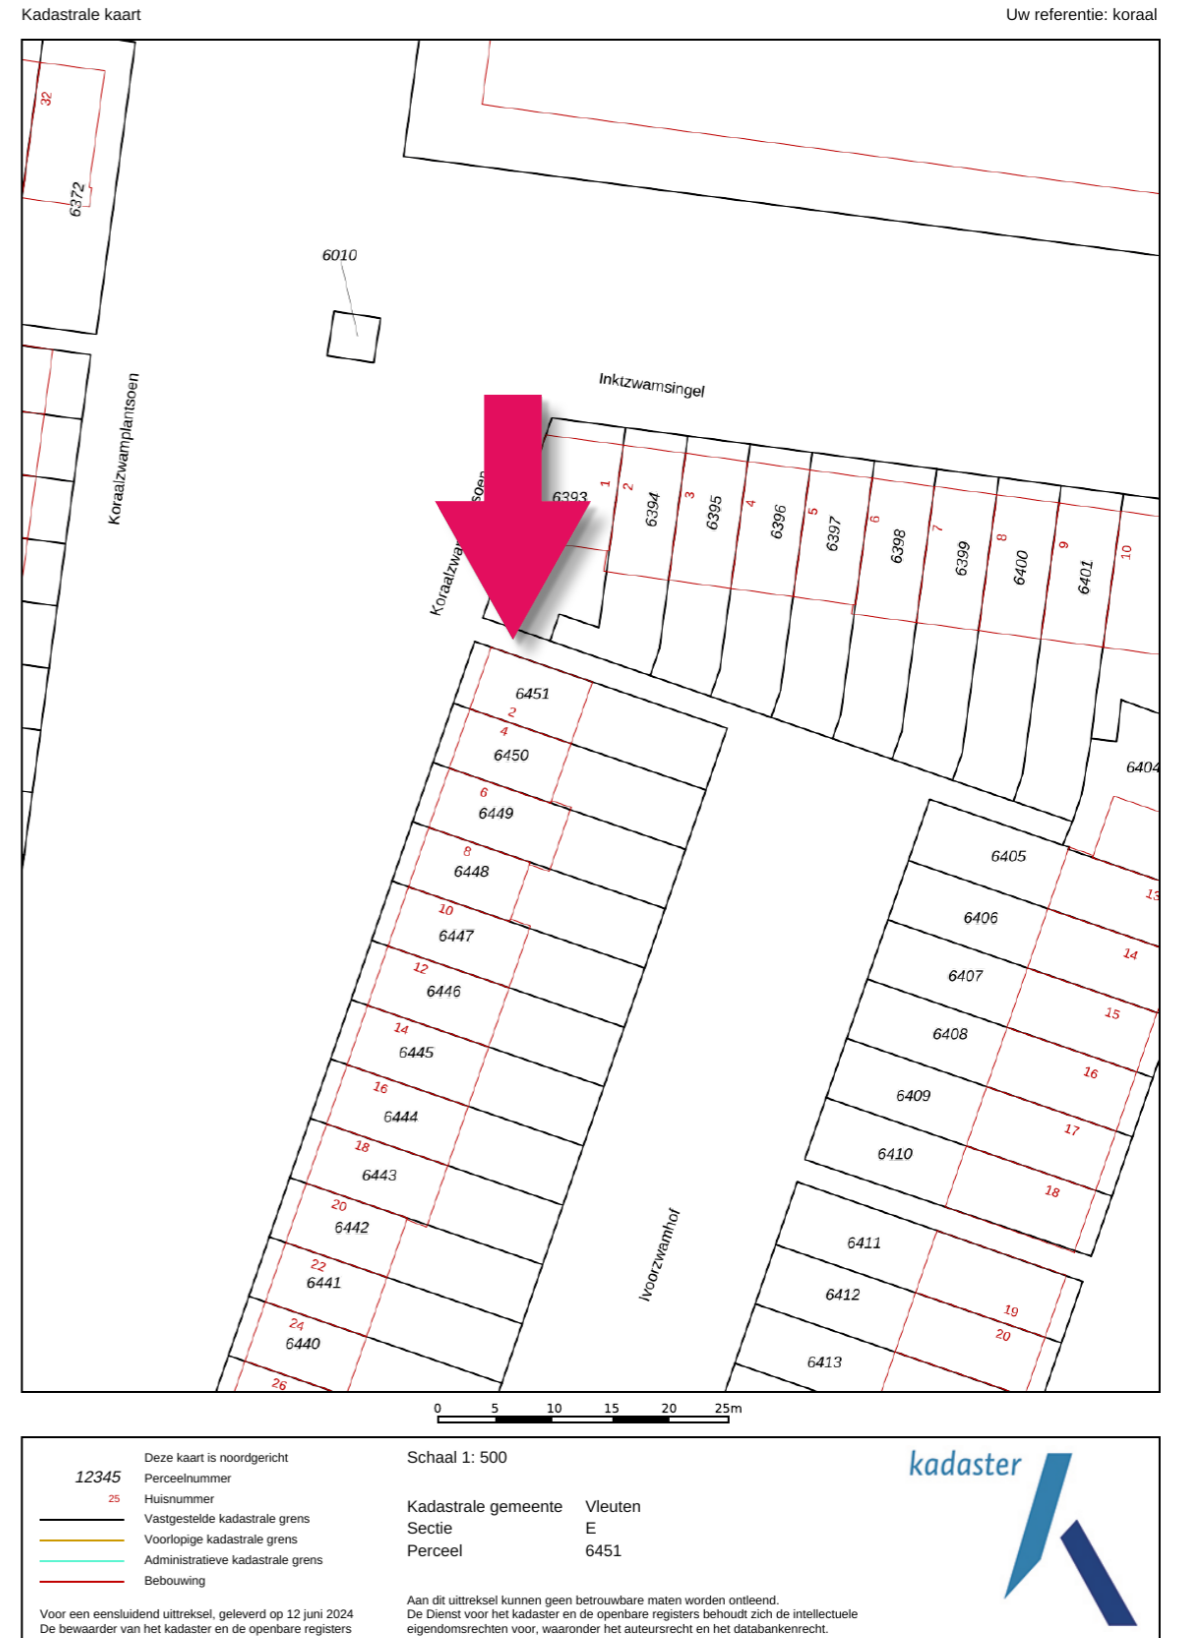 Kadastrale kaart
Uw referentie: koraal
32
6372
6010
Koraalzwamplantsoen
Inktzwamsingel
6393
1
2
6394
3
6395
4
6396
5
6397
6
6398
7
6399
8
6400
9
6401
10
6404
6451
2
4
6450
6
6449
8
6448
10
6447
12
6446
14
6445
16
6444
18
6443
20
6442
22
6441
24
6440
26
Ivoorzwamhof
6405
13
6406
14
6407
15
6408
16
6409
17
6410
18
6411
6412
19
20
6413
0 5 10 15 20 25m
Deze kaart is noordgericht
12345 Perceelnummer
25 Huisnummer
Vastgestelde kadastrale grens
Voorlopige kadastrale grens
Administratieve kadastrale grens
Bebouwing
Voor een eensluidend uittreksel, geleverd op 12 juni 2024
De bewaarder van het kadaster en de openbare registers
Schaal 1: 500
Kadastrale gemeente Vleuten
Sectie E
Perceel 6451
Aan dit uittreksel kunnen geen betrouwbare maten worden ontleend.
De Dienst voor het kadaster en de openbare registers behoudt zich de intellectuele
eigendomsrechten voor, waaronder het auteursrecht en het databankenrecht.
kadaster